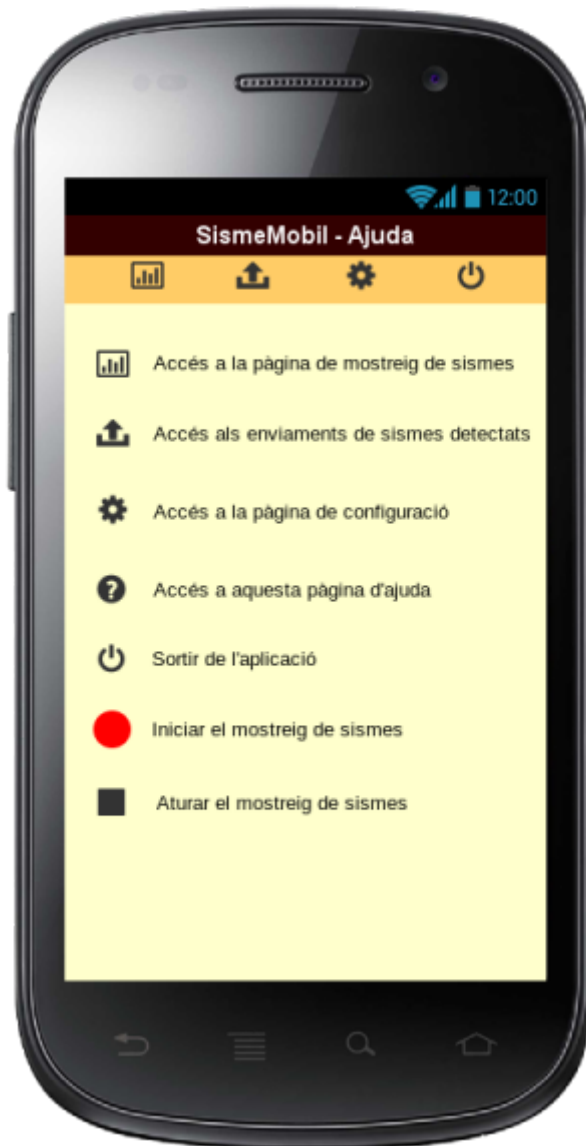 12:00
SismeMobil - Ajuda
Accés a la pàgina de mostreig de sismes
Accés als enviaments de sismes detectats
Accés a la pàgina de configuració
Accés a aquesta pàgina d'ajuda
Sortir de l'aplicació
Iniciar el mostreig de sismes
Aturar el mostreig de sismes